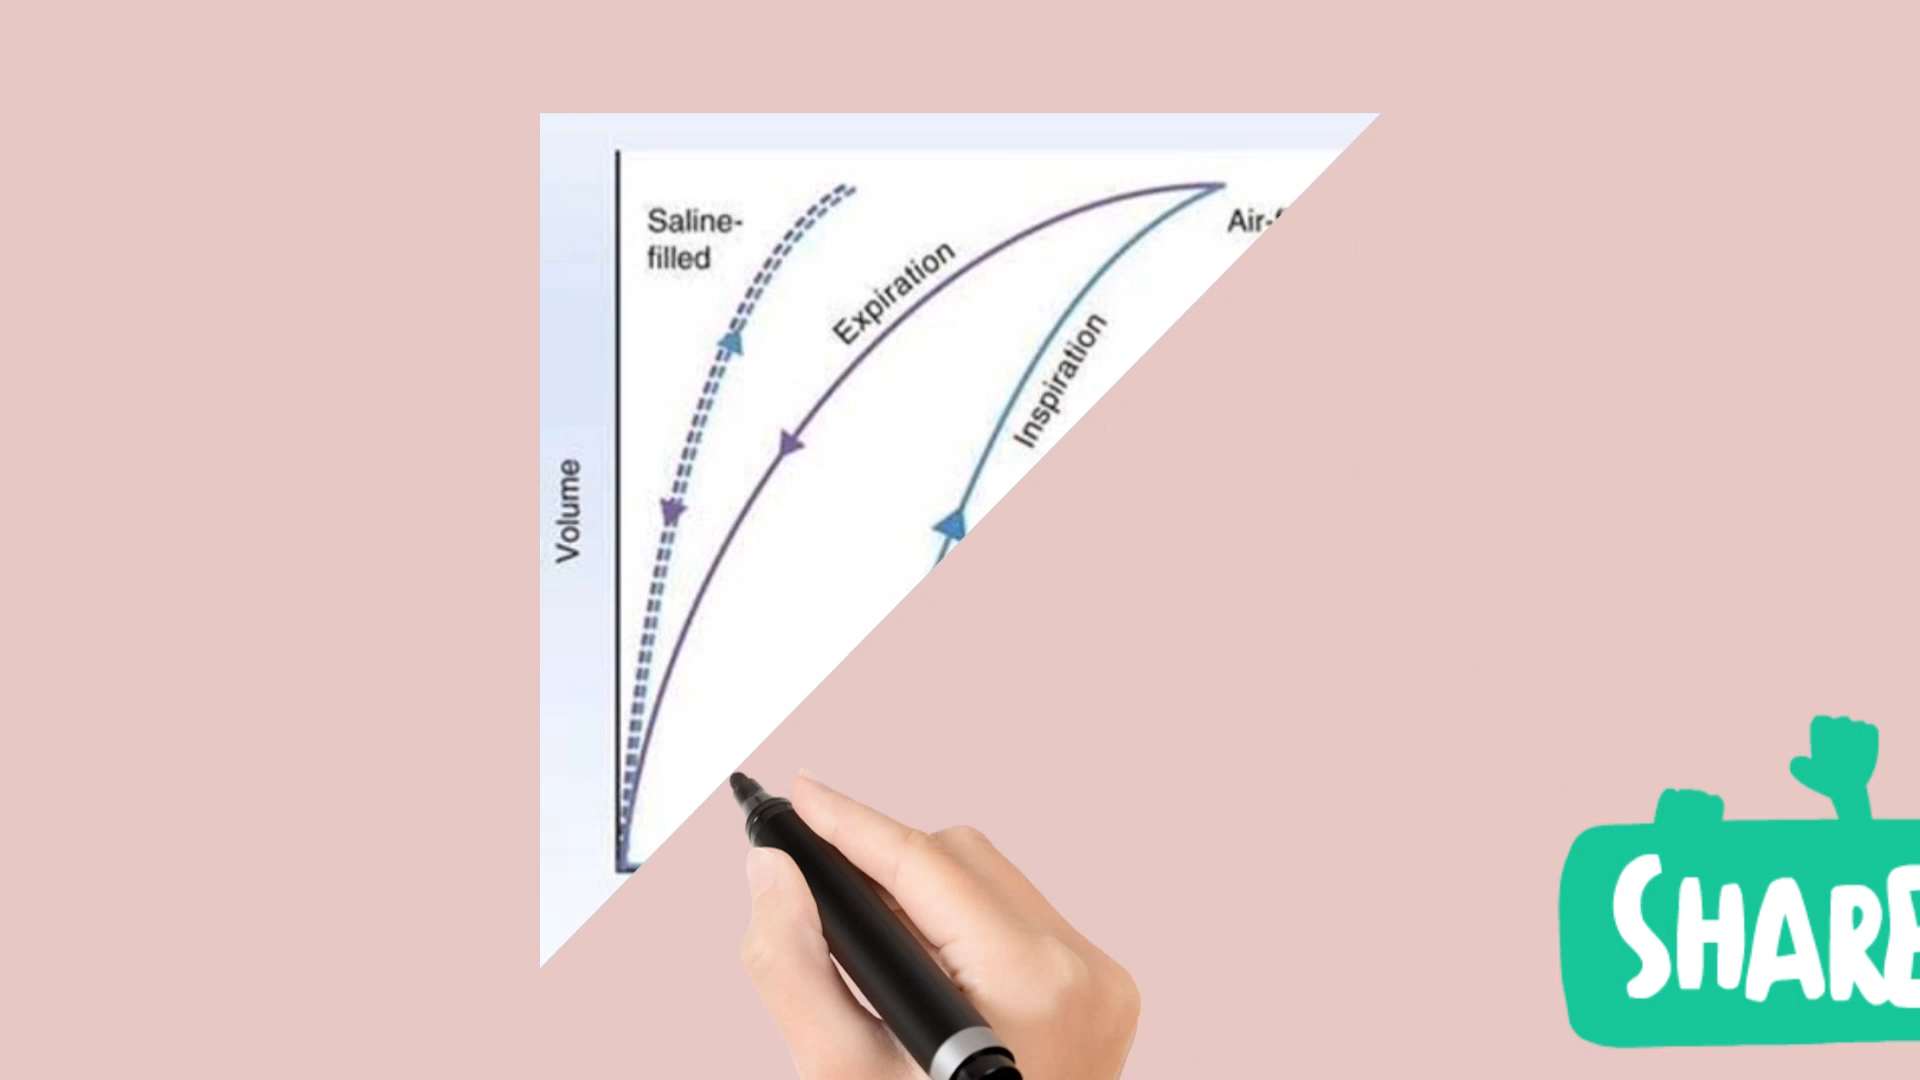 Saline-
filled
Expiration
Inspiration
Volume
SHARE